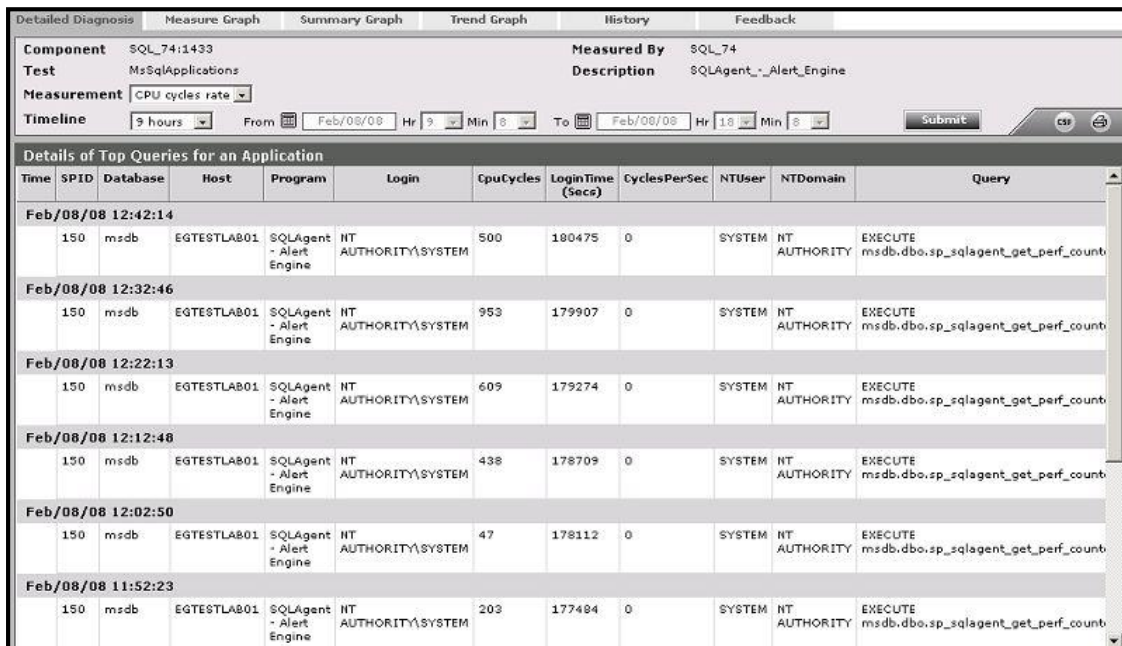 Detailed Diagnosis Measure Graph Summary Graph Trend Graph History Feedback
Component SQL_74:1433 Measured By SQL_74
Test MsSqlApplications Description SQLAgent_-_Alert_Engine
Measurement CPU cycles rate
Timeline 9 hours From Feb/08/08 Hr 9 Min 8 To Feb/08/08 Hr 18 Min 8 Submit CSV
Details of Top Queries for an Application
Time SPID Database Host Program Login CpuCycles LoginTime (Secs) CyclesPerSec NTUser NTDomain Query
Feb/08/08 12:42:14
150 msdb EGTESTLAB01 SQLAgent NT 500 180475 0 SYSTEM NT EXECUTE
- Alert AUTHORITY\SYSTEM AUTHORITY msdb.dbo.sp_sqlagent_get_perf_count
Engine
Feb/08/08 12:32:46
150 msdb EGTESTLAB01 SQLAgent NT 953 179907 0 SYSTEM NT EXECUTE
- Alert AUTHORITY\SYSTEM AUTHORITY msdb.dbo.sp_sqlagent_get_perf_count
Engine
Feb/08/08 12:22:13
150 msdb EGTESTLAB01 SQLAgent NT 609 179274 0 SYSTEM NT EXECUTE
- Alert AUTHORITY\SYSTEM AUTHORITY msdb.dbo.sp_sqlagent_get_perf_count
Engine
Feb/08/08 12:12:48
150 msdb EGTESTLAB01 SQLAgent NT 438 178709 0 SYSTEM NT EXECUTE
- Alert AUTHORITY\SYSTEM AUTHORITY msdb.dbo.sp_sqlagent_get_perf_count
Engine
Feb/08/08 12:02:50
150 msdb EGTESTLAB01 SQLAgent NT 47 178112 0 SYSTEM NT EXECUTE
- Alert AUTHORITY\SYSTEM AUTHORITY msdb.dbo.sp_sqlagent_get_perf_count
Engine
Feb/08/08 11:52:23
150 msdb EGTESTLAB01 SQLAgent NT 203 177484 0 SYSTEM NT EXECUTE
- Alert AUTHORITY\SYSTEM AUTHORITY msdb.dbo.sp_sqlagent_get_perf_count
Engine